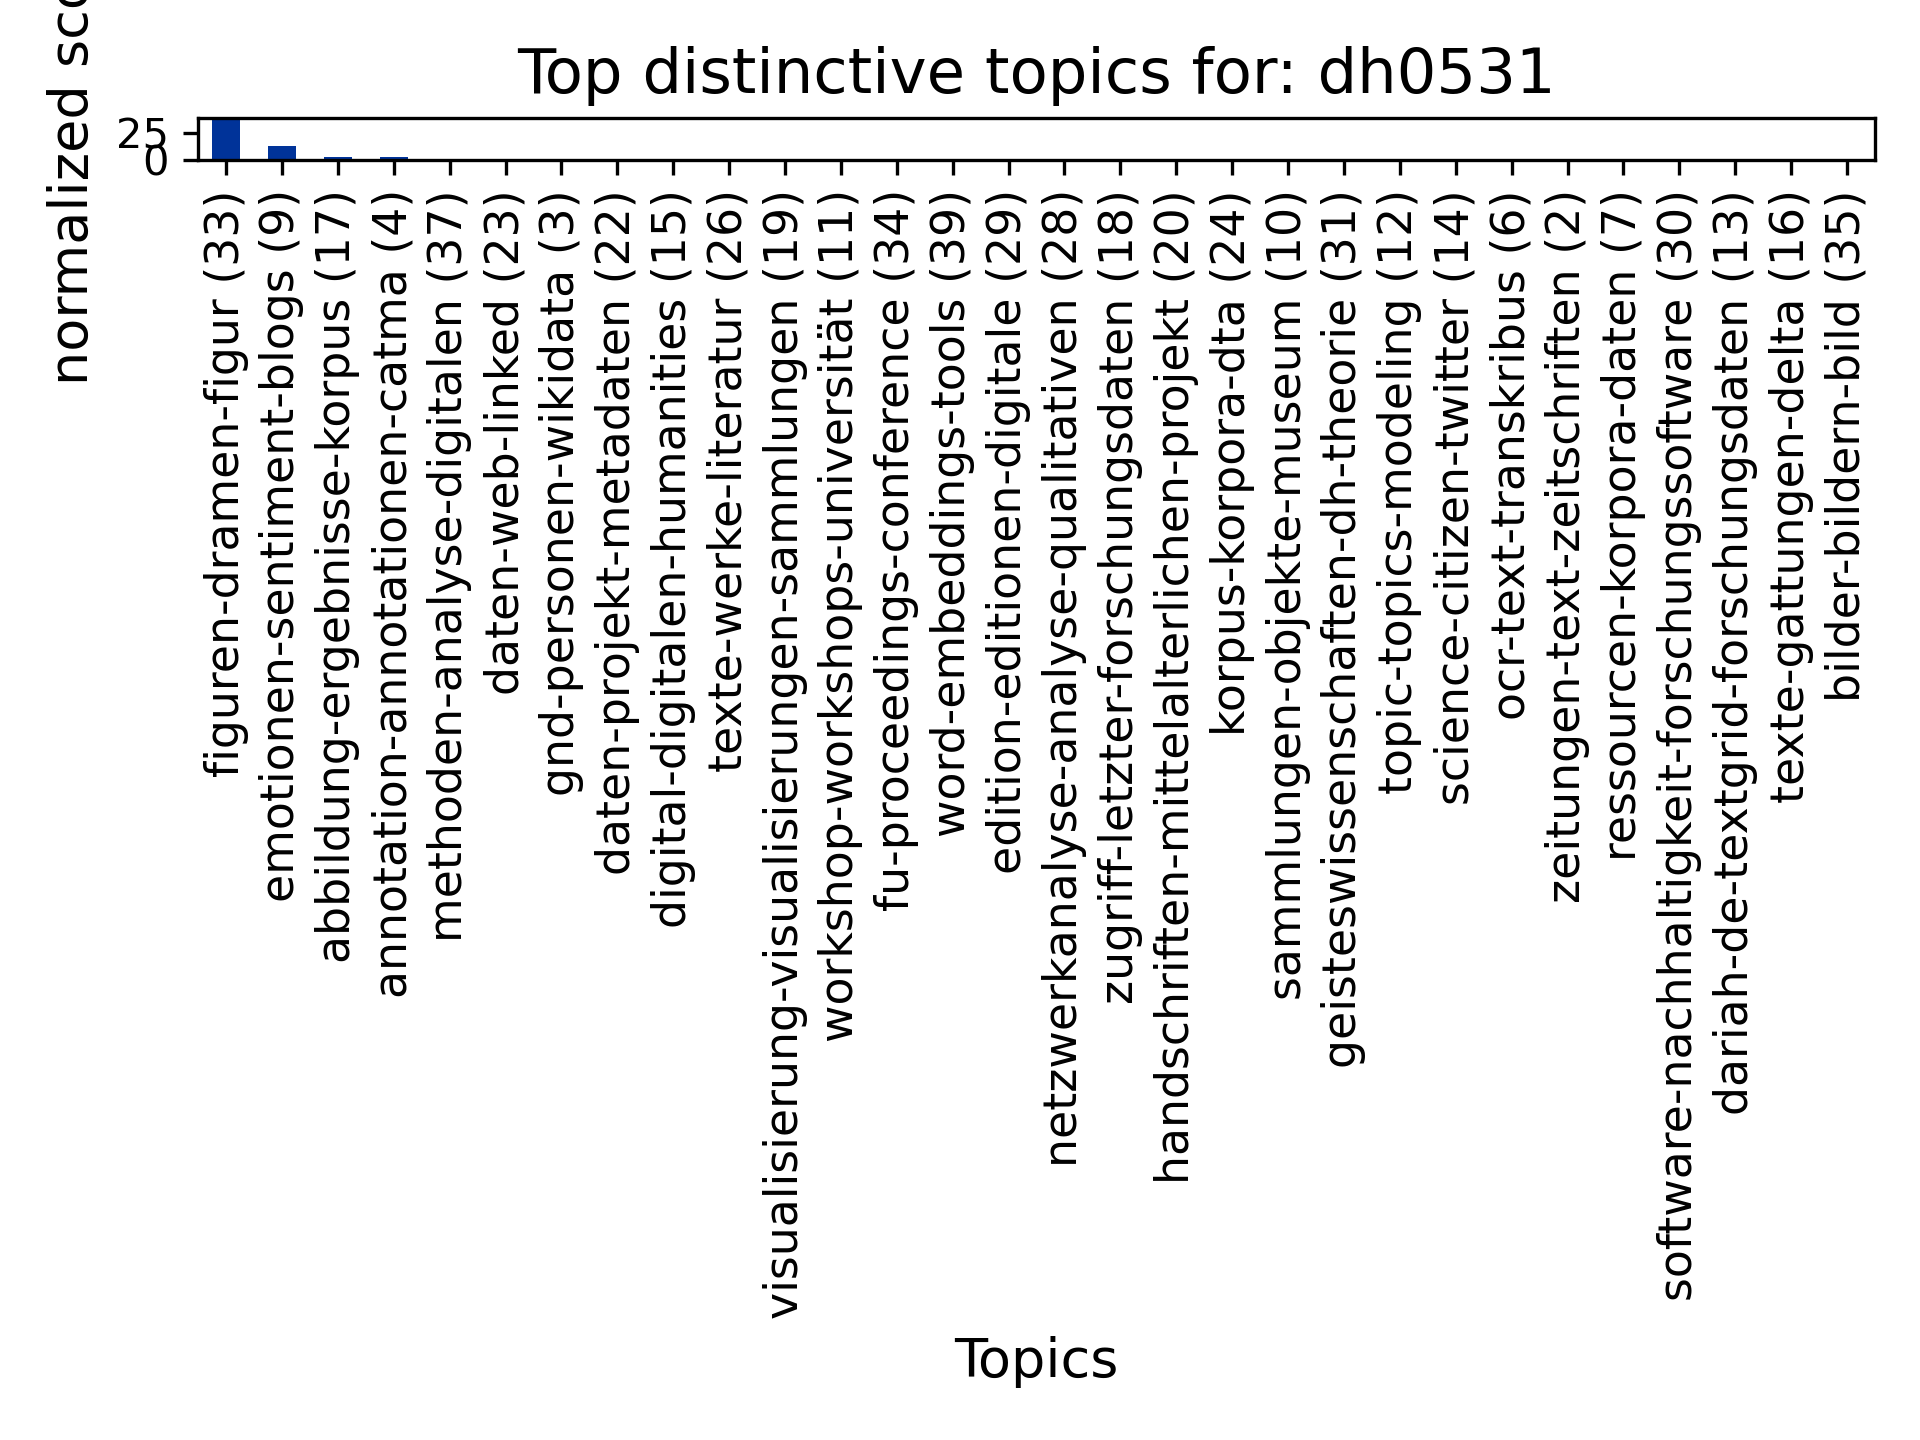 Top distinctive topics for: dh0531
normalized sco
25
0
figuren-dramen-figur (33)
emotionen-sentiment-blogs (9)
abbildung-ergebnisse-korpus (17)
annotation-annotationen-catma (4)
methoden-analyse-digitalen (37)
daten-web-linked (23)
gnd-personen-wikidata (3)
daten-projekt-metadaten (22)
digital-digitalen-humanities (15)
texte-werke-literatur (26)
visualisierung-visualisierungen-sammlungen (19)
workshop-workshops-universität (11)
fu-proceedings-conference (34)
word-embeddings-tools (39)
edition-editionen-digitale (29)
netzwerkanalyse-analyse-qualitativen (28)
zugriff-letzter-forschungsdaten (18)
handschriften-mittelalterlichen-projekt (20)
korpus-korpora-dta (24)
sammlungen-objekte-museum (10)
geisteswissenschaften-dh-theorie (31)
topic-topics-modeling (12)
science-citizen-twitter (14)
ocr-text-transkribus (6)
zeitungen-text-zeitschriften (2)
ressourcen-korpora-daten (7)
software-nachhaltigkeit-forschungssoftware (30)
dariah-de-textgrid-forschungsdaten (13)
texte-gattungen-delta (16)
bilder-bildern-bild (35)
Topics